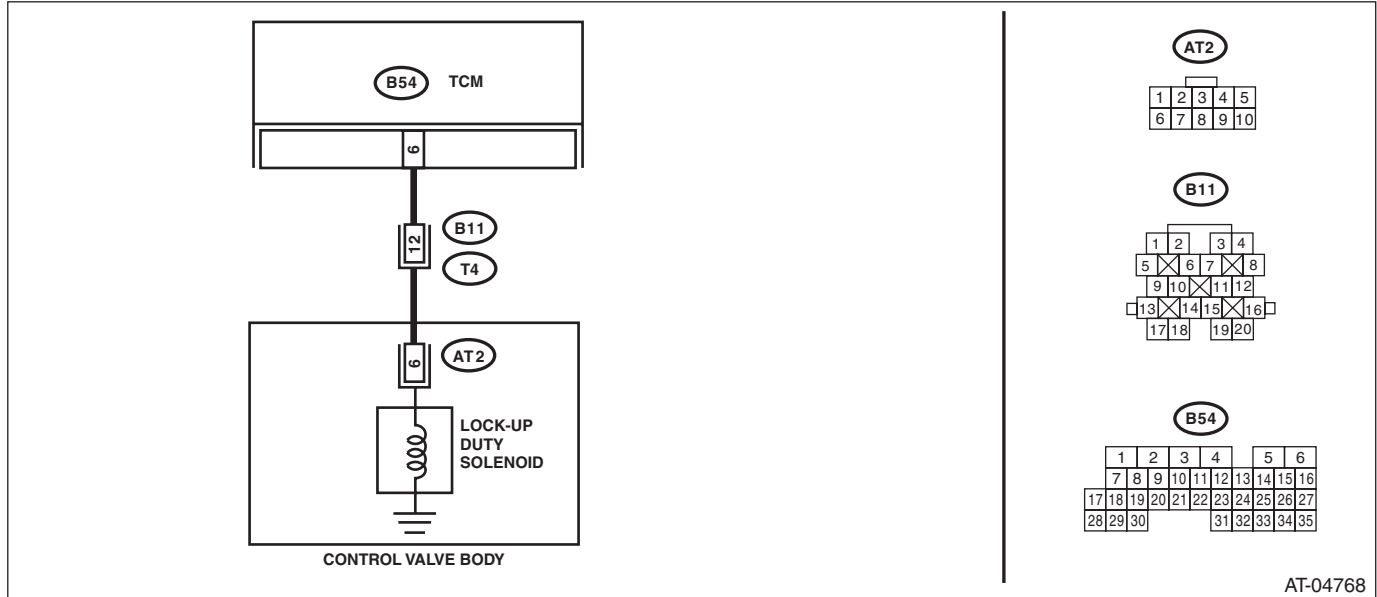 B54 TCM
6
12
B11
T4
6
AT2
LOCK-UP
DUTY
SOLENOID
CONTROL VALVE BODY
AT2
1 2 3 4 5
6 7 8 9 10
B11
1 2 3 4
5 6 7 8
9 10 11 12
13 14 15 16
17 18 19 20
B54
1 2 3 4 5 6
7 8 9 10 11 12 13 14 15 16
17 18 19 20 21 22 23 24 25 26 27
28 29 30 31 32 33 34 35
AT-04768